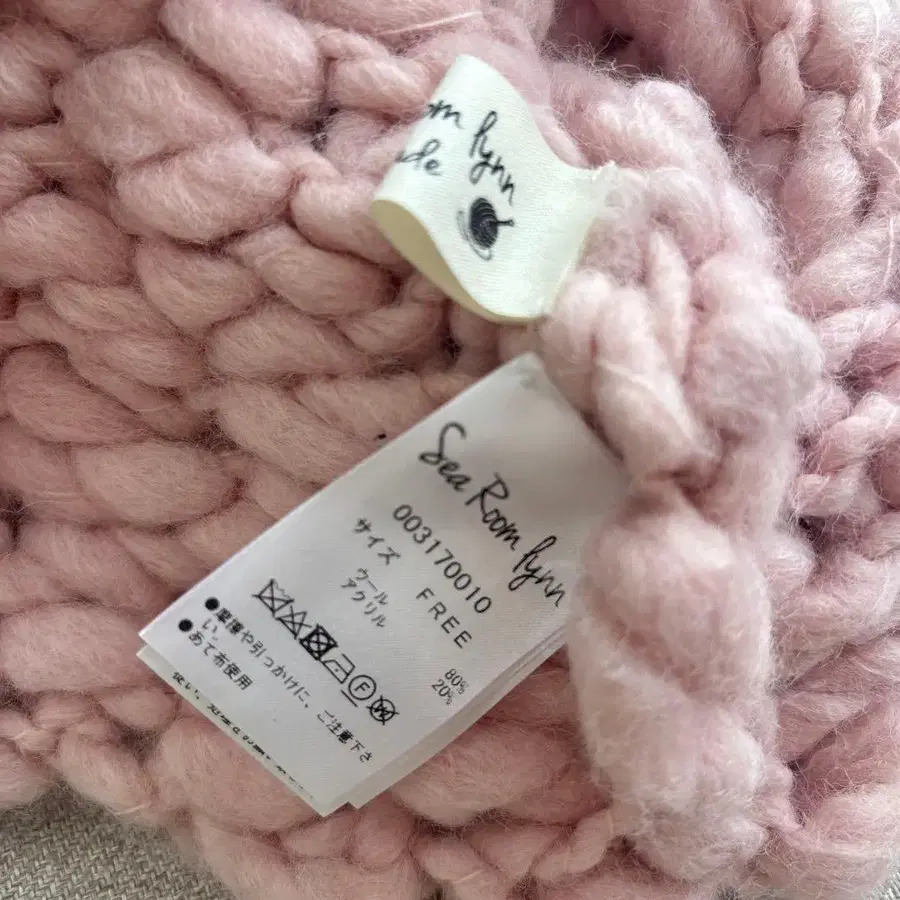 om lynn
ade
Sea Room lynn
003170010
サイズ FREE
ウール 80%
アクリル 20%
F W
●摩擦や引っかけに、ご注意下さ
い。
●あて布使用